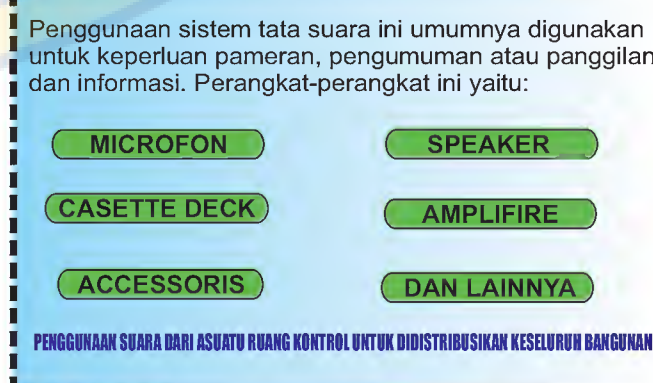 Penggunaan sistem tata suara ini umumnya digunakan
untuk keperluan pameran, pengumuman atau panggilan
dan informasi. Perangkat-perangkat ini yaitu:
MICROFON
SPEAKER
CASETTE DECK
AMPLIFIRE
ACCESSORIS
DAN LAINNYA
PENGGUNAAN SUARA DARI ASUATU RUANG KONTROL UNTUK DIDISTRIBUSIKAN KESELURUH BANGUNAN